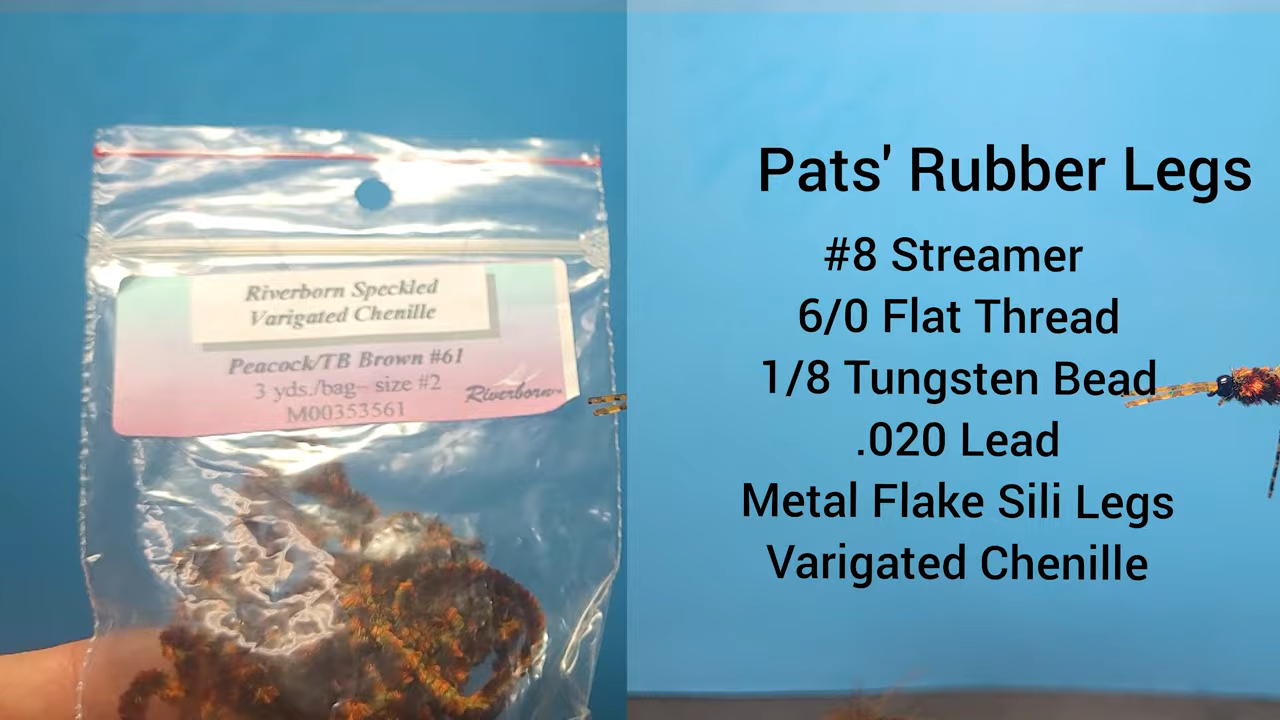 Riverborn Speckled
Varigated Chenille
Peacock/TB Brown #61
3 yds./bag– size #2
M00353561
Riverborn™
Pats' Rubber Legs
#8 Streamer
6/0 Flat Thread
1/8 Tungsten Bead
.020 Lead
Metal Flake Sili Legs
Varigated Chenille